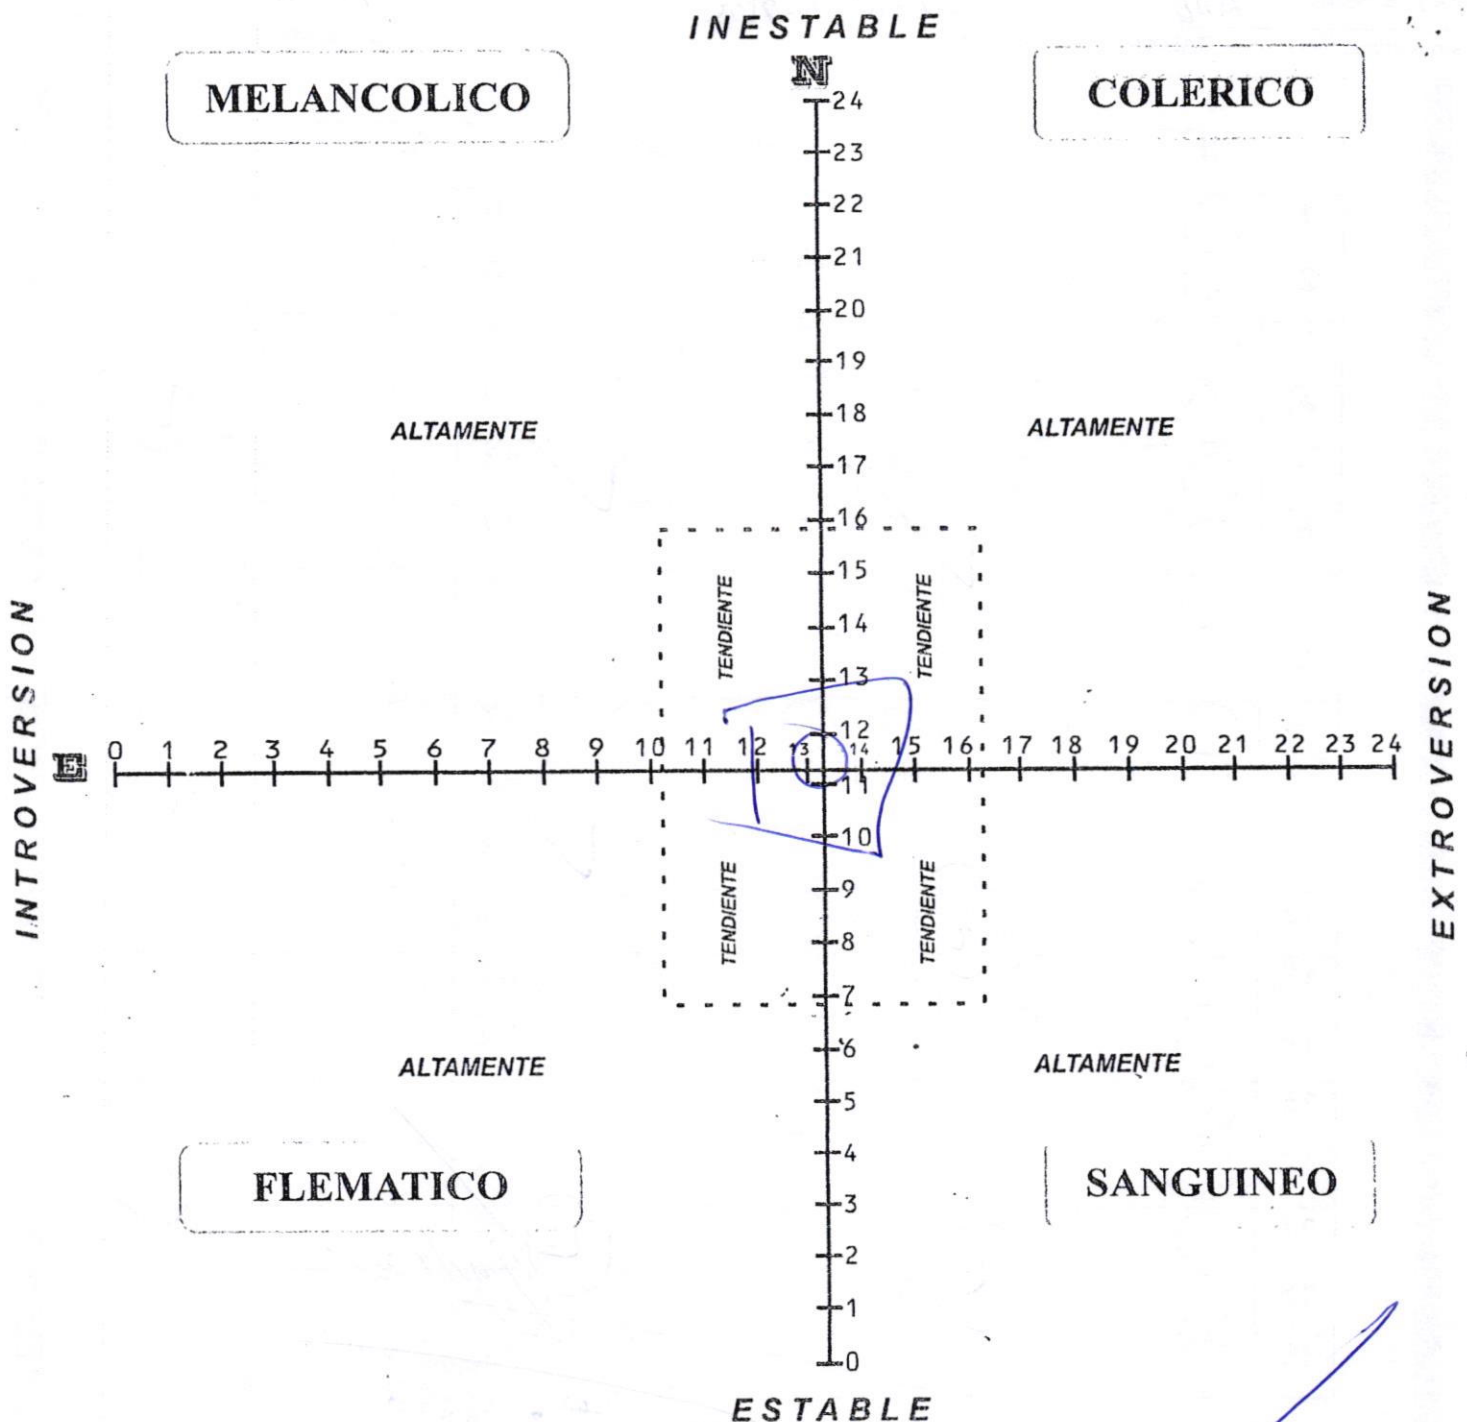 INESTABLE
N
MELANCOLICO
COLERICO
24
23
22
21
20
19
18
ALTAMENTE
ALTAMENTE
17
16
15
TENDIENTE
TENDIENTE
14
13
12
INTROVERSION
E
0 1 2 3 4 5 6 7 8 9 10 11 12 13 14 15 16 17 18 19 20 21 22 23 24
EXTROVERSION
11
10
TENDIENTE
TENDIENTE
9
8
7
6
ALTAMENTE
ALTAMENTE
5
4
FLEMATICO
SANGUINEO
3
2
1
0
ESTABLE